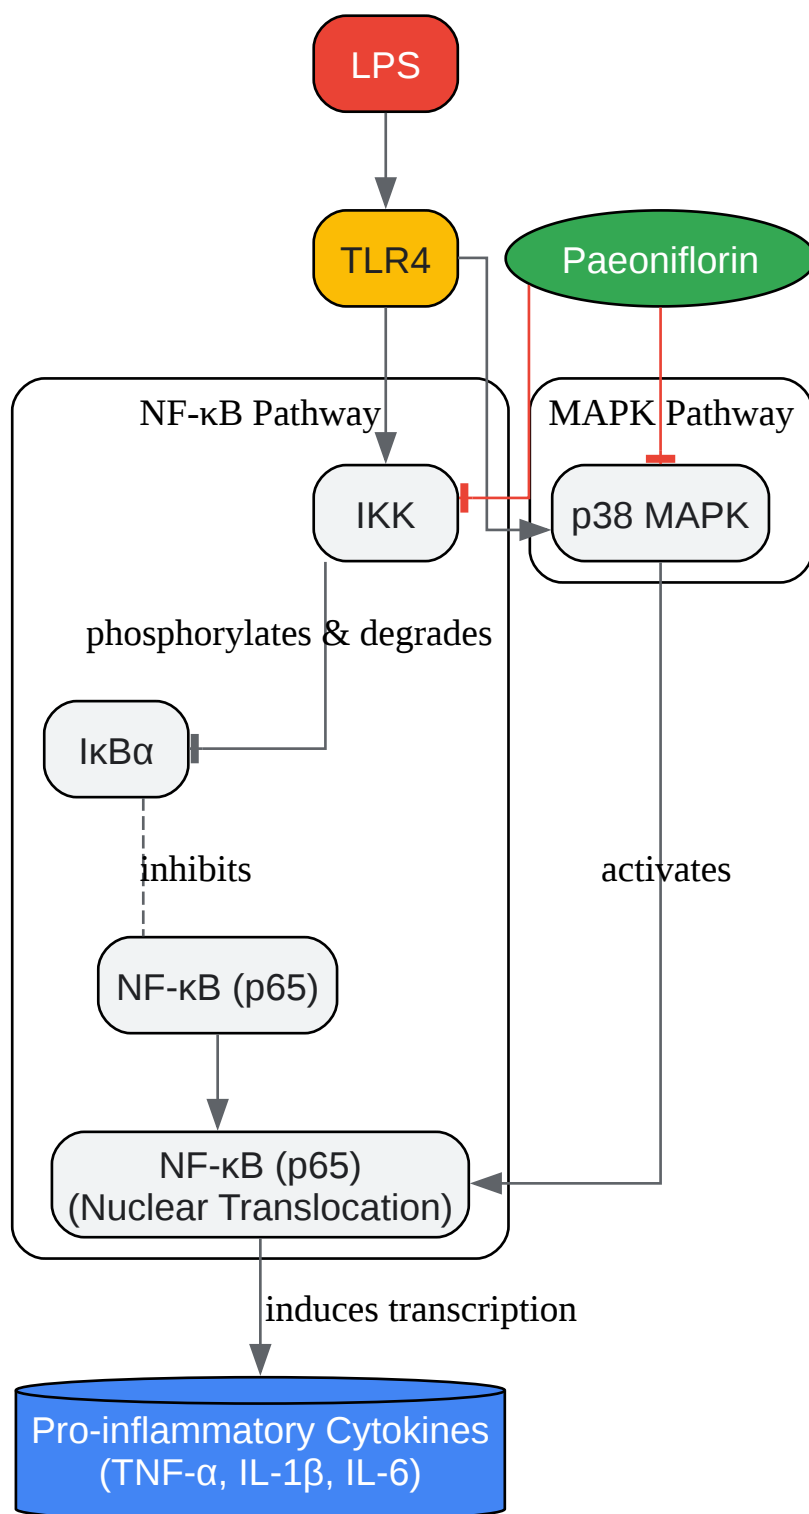 LPS
TLR4
Paeoniflorin
NF-κB Pathway
MAPK Pathway
IKK
p38 MAPK
phosphorylates & degrades
IκBα
inhibits
activates
NF-κB (p65)
NF-κB (p65)
(Nuclear Translocation)
induces transcription
Pro-inflammatory Cytokines
(TNF-α, IL-1β, IL-6)